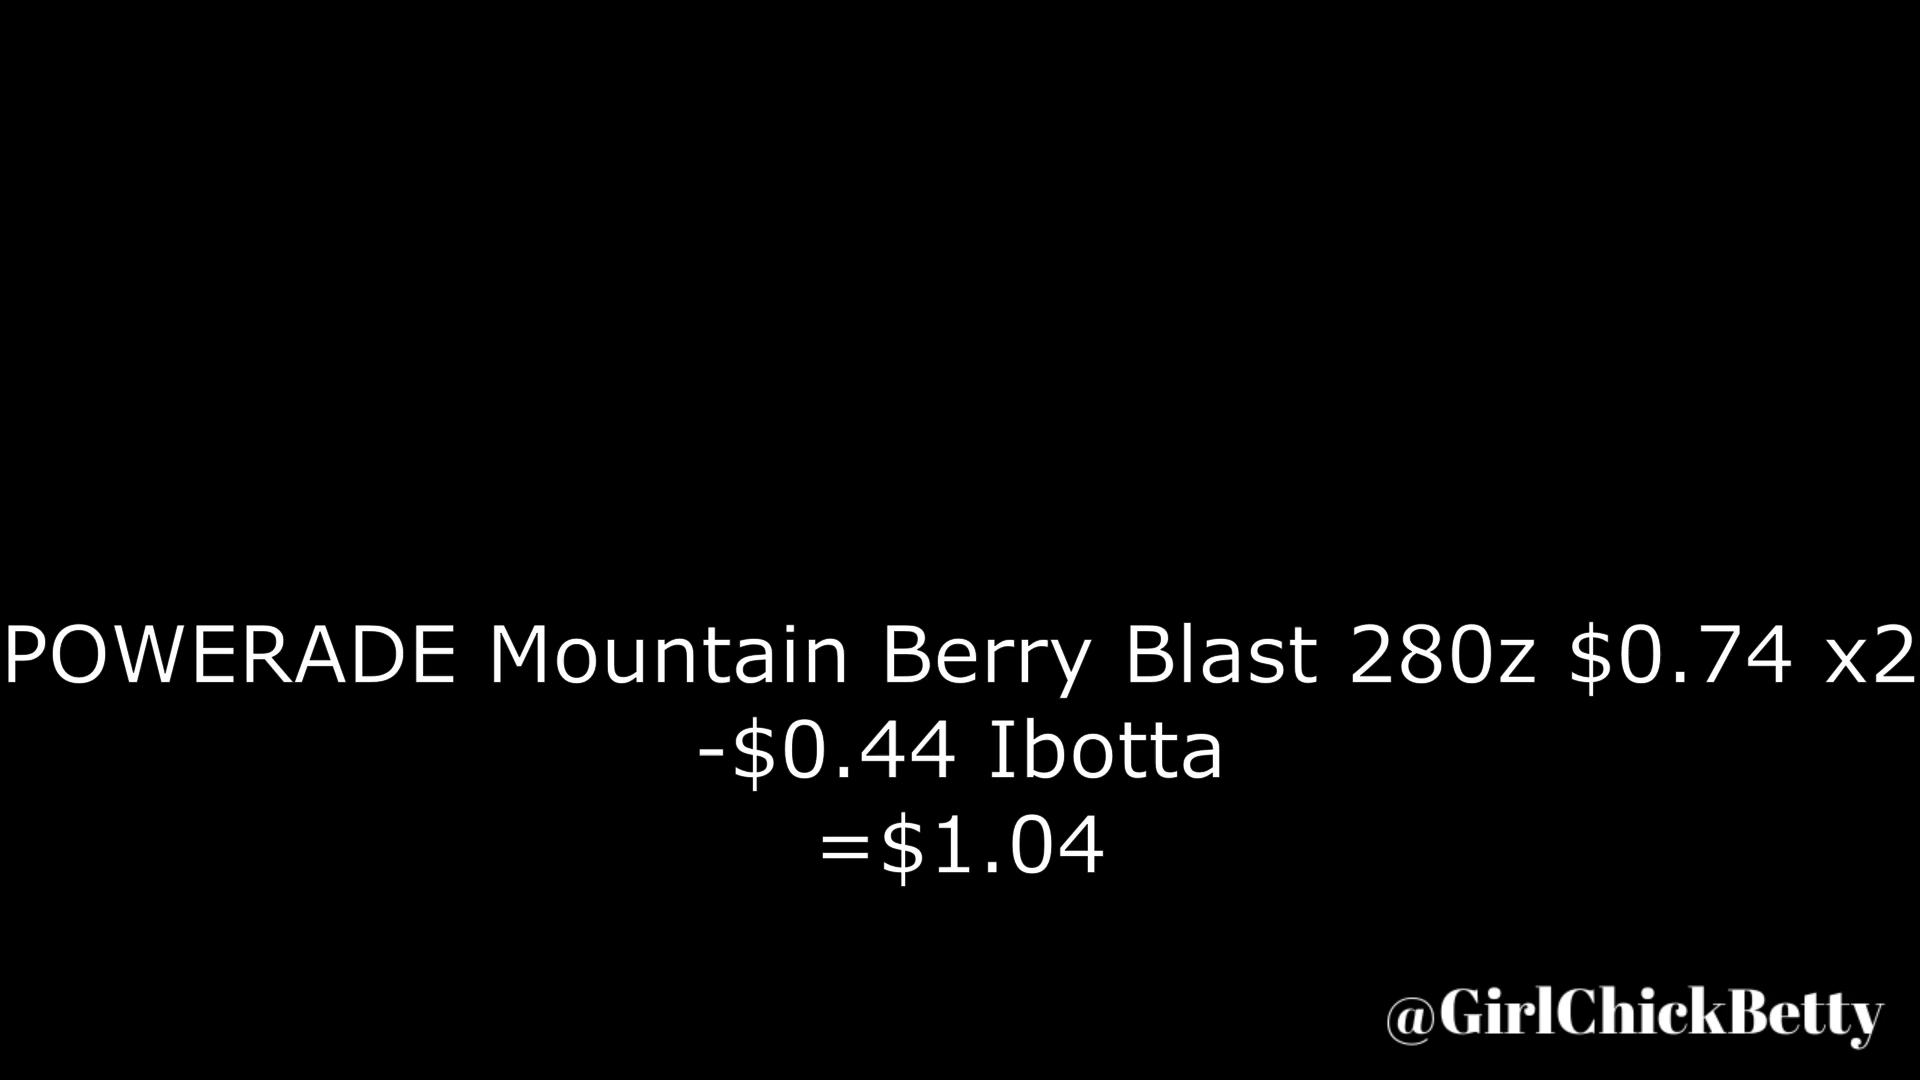 POWERADE Mountain Berry Blast 280z $0.74 x2
-$0.44 Ibotta
=$1.04
@GirlChickBetty